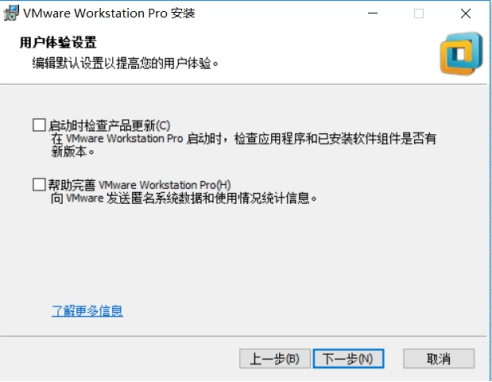 VMware Workstation Pro 安装
用户体验设置
编辑默认设置以提高您的用户体验。
启动时检查产品更新(C)
在 VMware Workstation Pro 启动时，检查应用程序和已安装软件组件是否有
新版本。
帮助完善 VMware Workstation Pro(H)
向 VMware 发送匿名系统数据和使用情况统计信息。
了解更多信息
上一步(B) 下一步(N) 取消